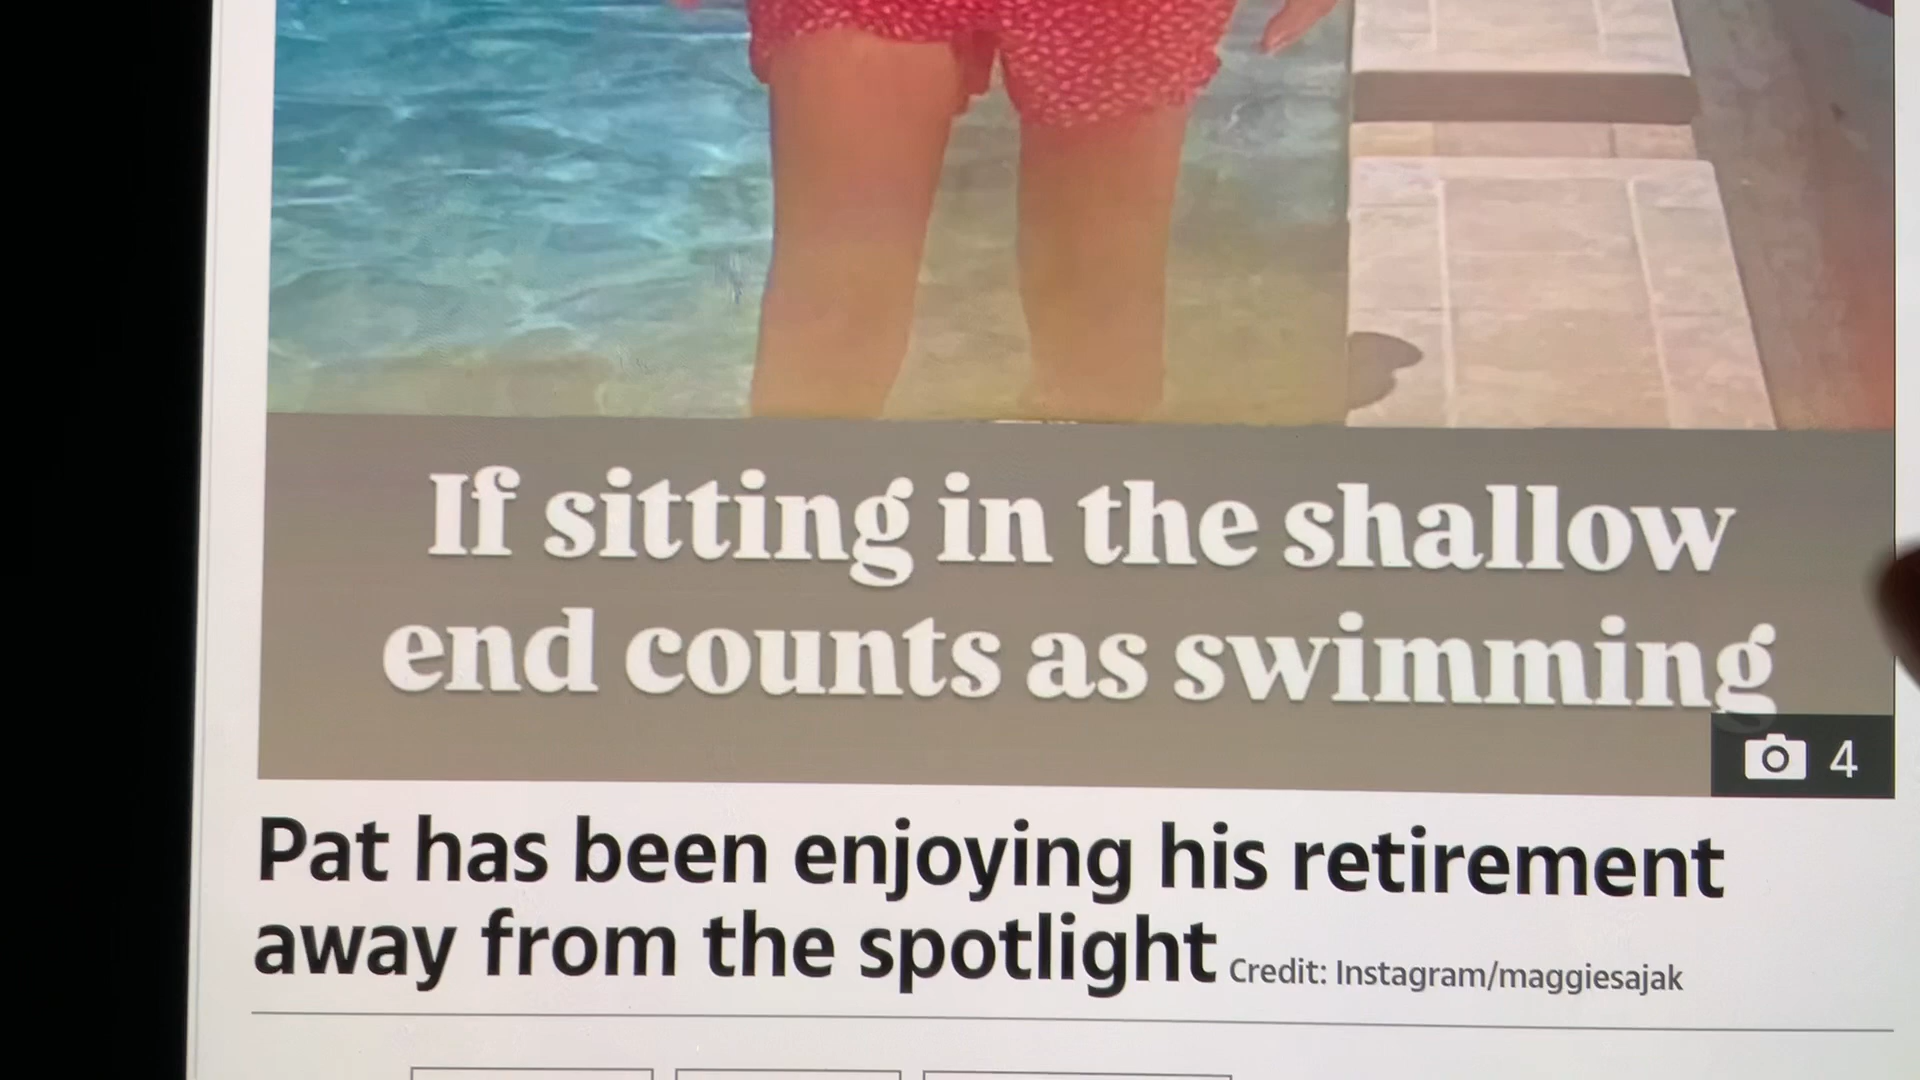 If sitting in the shallow
end counts as swimming
4
Pat has been enjoying his retirement
away from the spotlight Credit: Instagram/maggiesajak